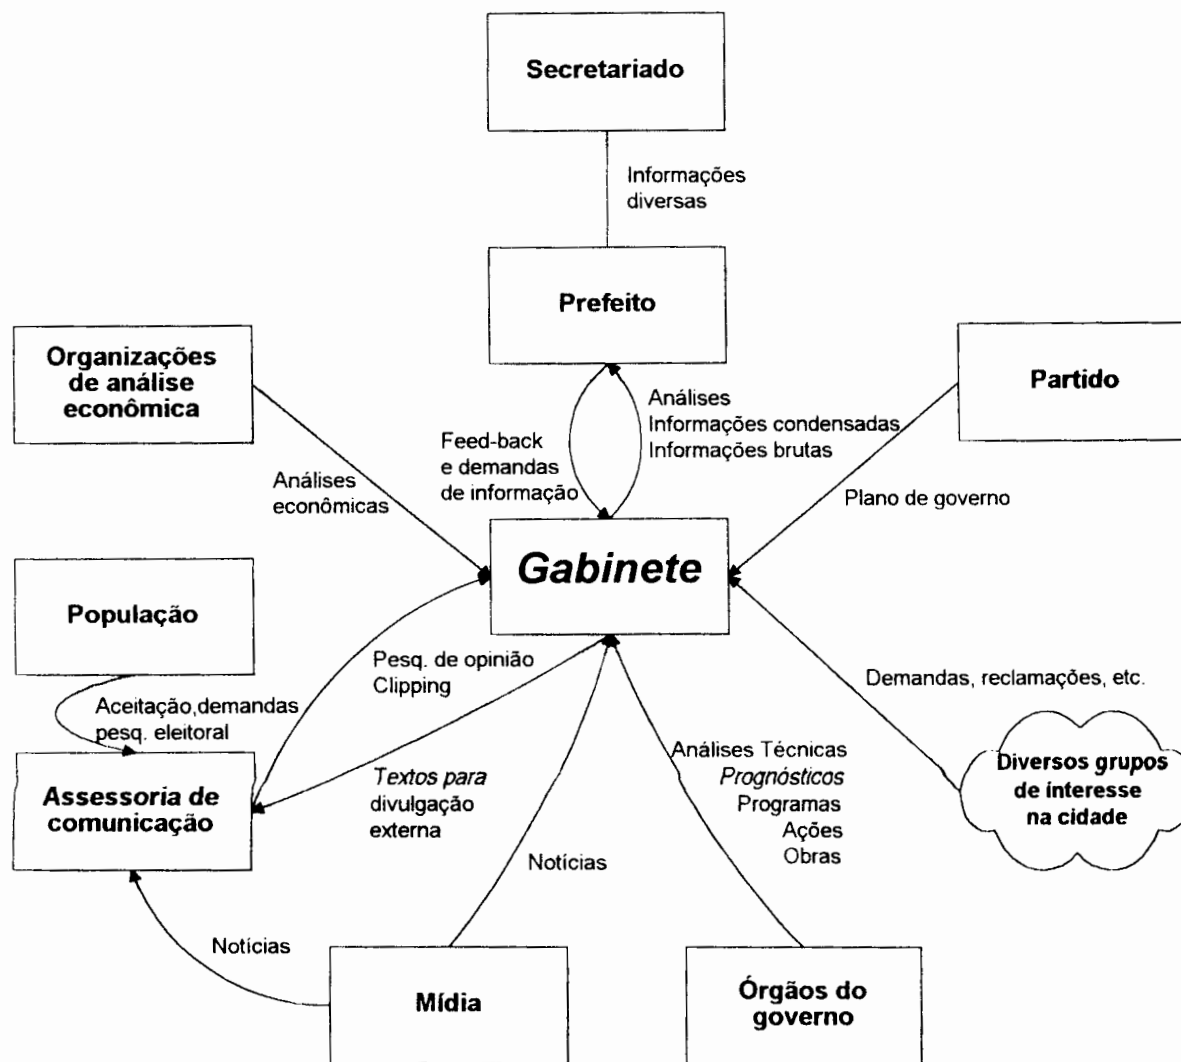 Secretariado
Informações
diversas
Prefeito
Organizações
de análise
econômica
Partido
Análises
Informações condensadas
Informações brutas
Feed-back
e demandas
de informação
Análises
econômicas
Plano de governo
Gabinete
População
Pesq. de opinião
Clipping
Demandas, reclamações, etc.
Aceitação,demandas
pesq. eleitoral
Assessoria de
comunicação
Textos para
divulgação
externa
Análises Técnicas
Prognósticos
Programas
Ações
Obras
Diversos grupos
de interesse
na cidade
Notícias
Notícias
Mídia
Órgãos do
governo